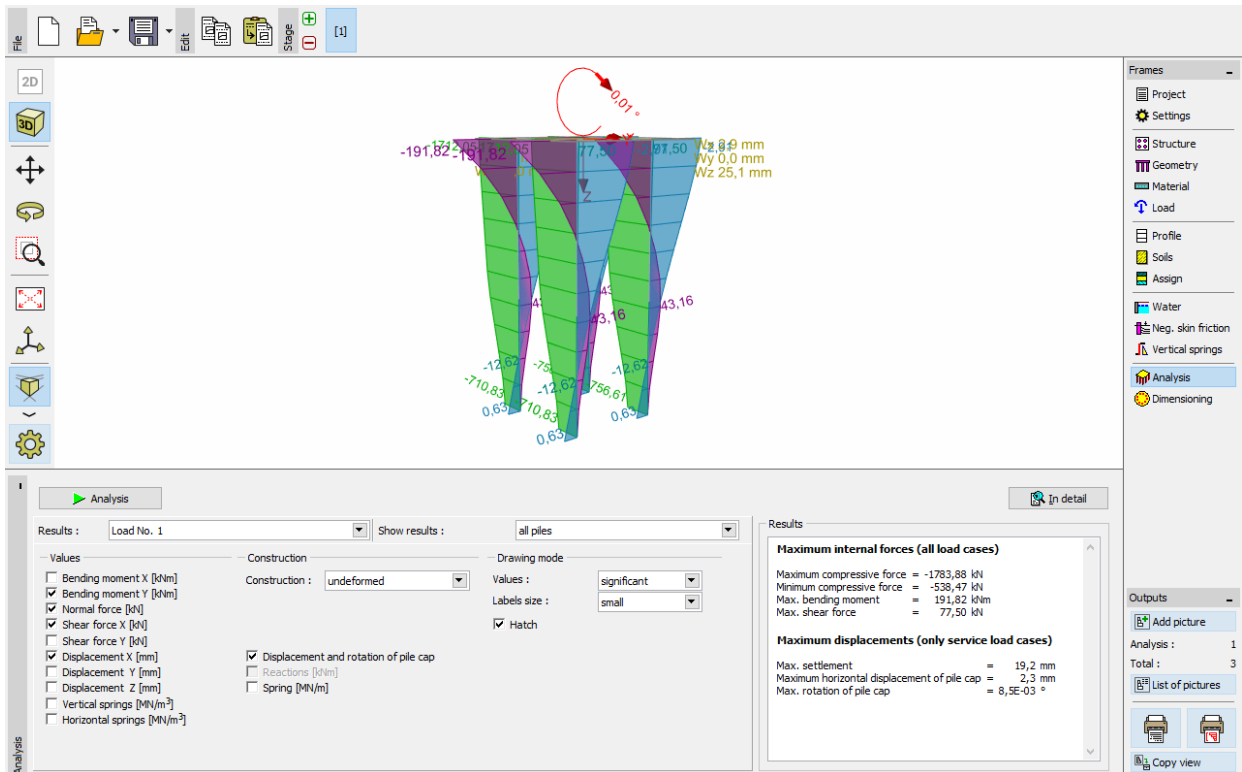 File
Edit
Stage
[1]
2D
3D
0,01 °
-191,82
-191,82
77,50
77,50
Wy 0,0 mm
Wz 25,1 mm
Z
43,16
43,16
-12,62
-12,62
-12,62
-710,83
-710,83
756,61
0,63
0,63
0,63
Frames
Project
Settings
Structure
Geometry
Material
Load
Profile
Soils
Assign
Water
Neg. skin friction
Vertical springs
Analysis
Dimensioning
Outputs
Add picture
Analysis : 1
Total : 3
List of pictures
Copy view
Analysis
Analysis
In detail
Results : Load No. 1 Show results : all piles
Values
Bending moment X [kNm]
Bending moment Y [kNm]
Normal force [kN]
Shear force X [kN]
Shear force Y [kN]
Displacement X [mm]
Displacement Y [mm]
Displacement Z [mm]
Vertical springs [MN/m³]
Horizontal springs [MN/m³]
Construction
Construction : undeformed
Displacement and rotation of pile cap
Reactions [kNm]
Spring [MN/m]
Drawing mode
Values : significant
Labels size : small
Hatch
Results
Maximum internal forces (all load cases)
Maximum compressive force = -1783,88 kN
Minimum compressive force = -538,47 kN
Max. bending moment = 191,82 kNm
Max. shear force = 77,50 kN
Maximum displacements (only service load cases)
Max. settlement = 19,2 mm
Maximum horizontal displacement of pile cap = 2,3 mm
Max. rotation of pile cap = 8,5E-03 °